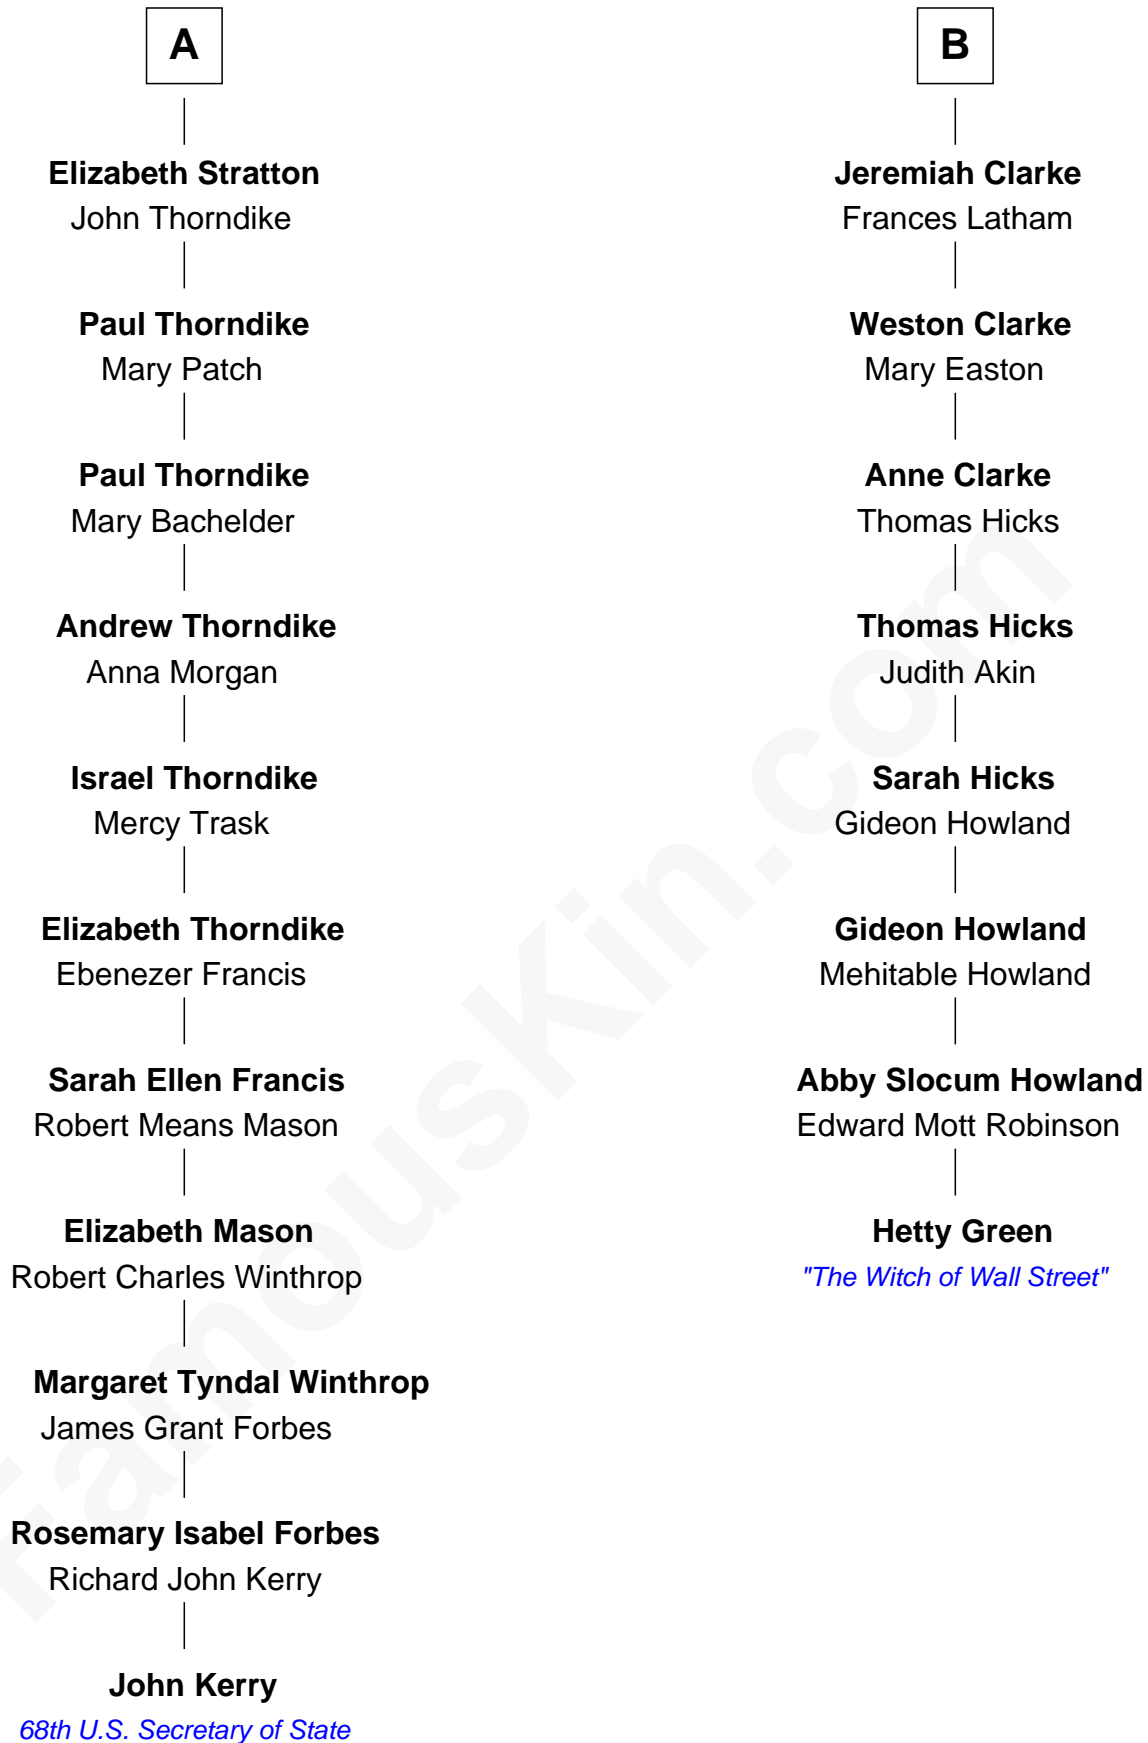 A
Elizabeth Stratton
John Thorndike
Paul Thorndike
Mary Patch
Paul Thorndike
Mary Bachelder
Andrew Thorndike
Anna Morgan
Israel Thorndike
Mercy Trask
Elizabeth Thorndike
Ebenezer Francis
Sarah Ellen Francis
Robert Means Mason
Elizabeth Mason
Robert Charles Winthrop
Margaret Tyndal Winthrop
James Grant Forbes
Rosemary Isabel Forbes
Richard John Kerry
John Kerry
68th U.S. Secretary of State
B
Jeremiah Clarke
Frances Latham
Weston Clarke
Mary Easton
Anne Clarke
Thomas Hicks
Thomas Hicks
Judith Akin
Sarah Hicks
Gideon Howland
Gideon Howland
Mehitable Howland
Abby Slocum Howland
Edward Mott Robinson
Hetty Green
"The Witch of Wall Street"
FamousKin.com